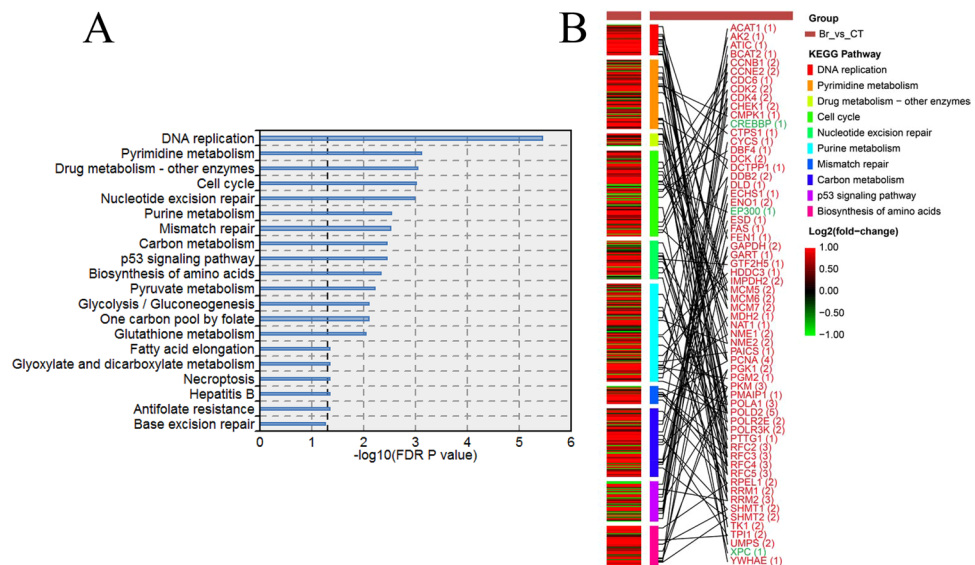 A
DNA replication
Pyrimidine metabolism
Drug metabolism - other enzymes
Cell cycle
Nucleotide excision repair
Purine metabolism
Mismatch repair
Carbon metabolism
p53 signaling pathway
Biosynthesis of amino acids
Pyruvate metabolism
Glycolysis / Gluconeogenesis
One carbon pool by folate
Glutathione metabolism
Fatty acid elongation
Glyoxylate and dicarboxylate metabolism
Necroptosis
Hepatitis B
Antifolate resistance
Base excision repair
0 1 2 3 4 5 6
-log10(FDR P value)
B
ACAT1 (1)
AK2 (1)
ATIC (1)
BCAT2 (1)
CCNB1 (2)
CCNE2 (2)
CDC6 (1)
CDK2 (2)
CDK4 (2)
CHEK1 (2)
CMPK1 (1)
CREBBP (1)
CTPS1 (1)
CYCS (1)
DBF4 (1)
DCK (2)
DCTPP1 (1)
DDB2 (2)
DLD (1)
ECHS1 (1)
ENO1 (2)
EP300 (1)
ESD (1)
FAS (1)
FEN1 (1)
GAPDH (2)
GART (1)
GTF2H5 (1)
HDDC3 (1)
IMPDH2 (2)
MCM5 (2)
MCM6 (2)
MCM7 (2)
MDH2 (1)
NAT1 (1)
NME1 (2)
NME2 (2)
PAICS (1)
PCNA (4)
PGK1 (2)
PGM2 (1)
PKM (3)
PMAIP1 (1)
POLA1 (3)
POLD2 (5)
POLR2E (2)
POLR3K (2)
PTTG1 (1)
RFC2 (3)
RFC3 (3)
RFC4 (3)
RFC5 (3)
RPEL1 (2)
RRM1 (2)
RRM2 (3)
SHMT1 (2)
SHMT2 (2)
TK1 (2)
TPI1 (2)
UMPS (2)
XPC (1)
YWHAE (1)
Group
Br_vs_CT
KEGG Pathway
DNA replication
Pyrimidine metabolism
Drug metabolism − other enzymes
Cell cycle
Nucleotide excision repair
Purine metabolism
Mismatch repair
Carbon metabolism
p53 signaling pathway
Biosynthesis of amino acids
Log2(fold−change)
1.00
0.50
0.00
−0.50
−1.00